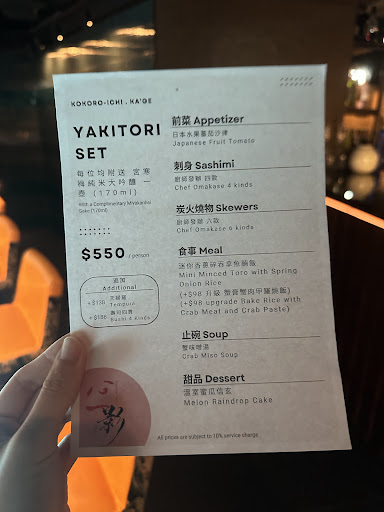 KOKORO-ICHI . KA'GE
YAKITORI
SET
每位均附送 宮寒
梅純米大吟釀 一
壺 (170ml)
With a Complimentary Miyakanbai
Sake (170ml)
$550 / person
追加
Additional
+$138 天婦羅
Tempura
+$188 壽司四貫
Sushi 4 kinds
前菜 Appetizer
日本水果蕃茄沙律
Japanese Fruit Tomato
刺身 Sashimi
廚師發辦 四款
Chef Omakase 4 kinds
炭火燒物 Skewers
廚師發辦 六款
Chef Omakase 6 kinds
食事 Meal
迷你香蔥碎吞拿魚腩飯
Mini Minced Toro with Spring
Onion Rice
(+$98 升級 蟹膏蟹肉甲羅燒飯)
(+$98 upgrade Bake Rice with
Crab Meat and Crab Paste)
止碗 Soup
蟹味噌湯
Crab Miso Soup
甜品 Dessert
溫室蜜瓜信玄
Melon Raindrop Cake
影
All prices are subject to 10% service charge.